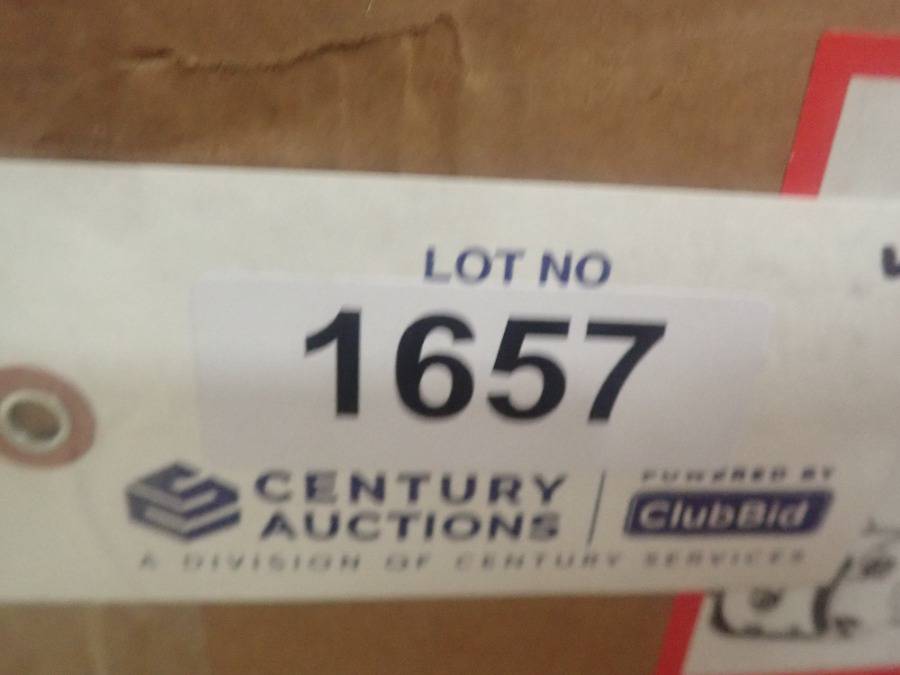 LOT NO
1657
CENTURY
AUCTIONS
POWERED BY
ClubBid
A DIVISION OF CENTURY SERVICES